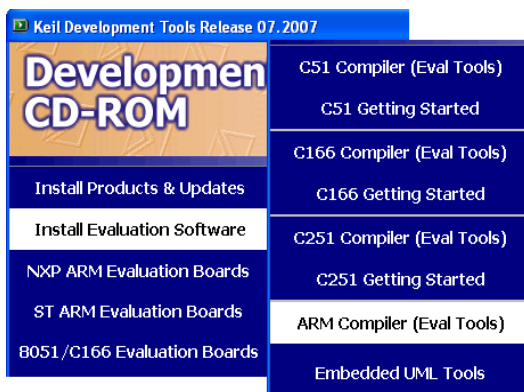 Keil Development Tools Release 07.2007
Developmen
CD-ROM
Install Products & Updates
Install Evaluation Software
NXP ARM Evaluation Boards
ST ARM Evaluation Boards
8051/C166 Evaluation Boards
C51 Compiler (Eval Tools)
C51 Getting Started
C166 Compiler (Eval Tools)
C166 Getting Started
C251 Compiler (Eval Tools)
C251 Getting Started
ARM Compiler (Eval Tools)
Embedded UML Tools